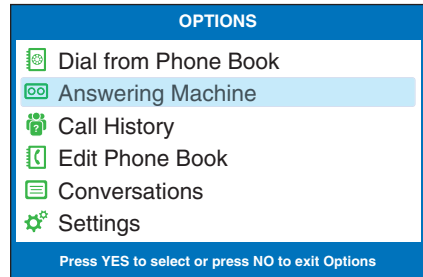 OPTIONS
Dial from Phone Book
Answering Machine
Call History
Edit Phone Book
Conversations
Settings
Press YES to select or press NO to exit Options